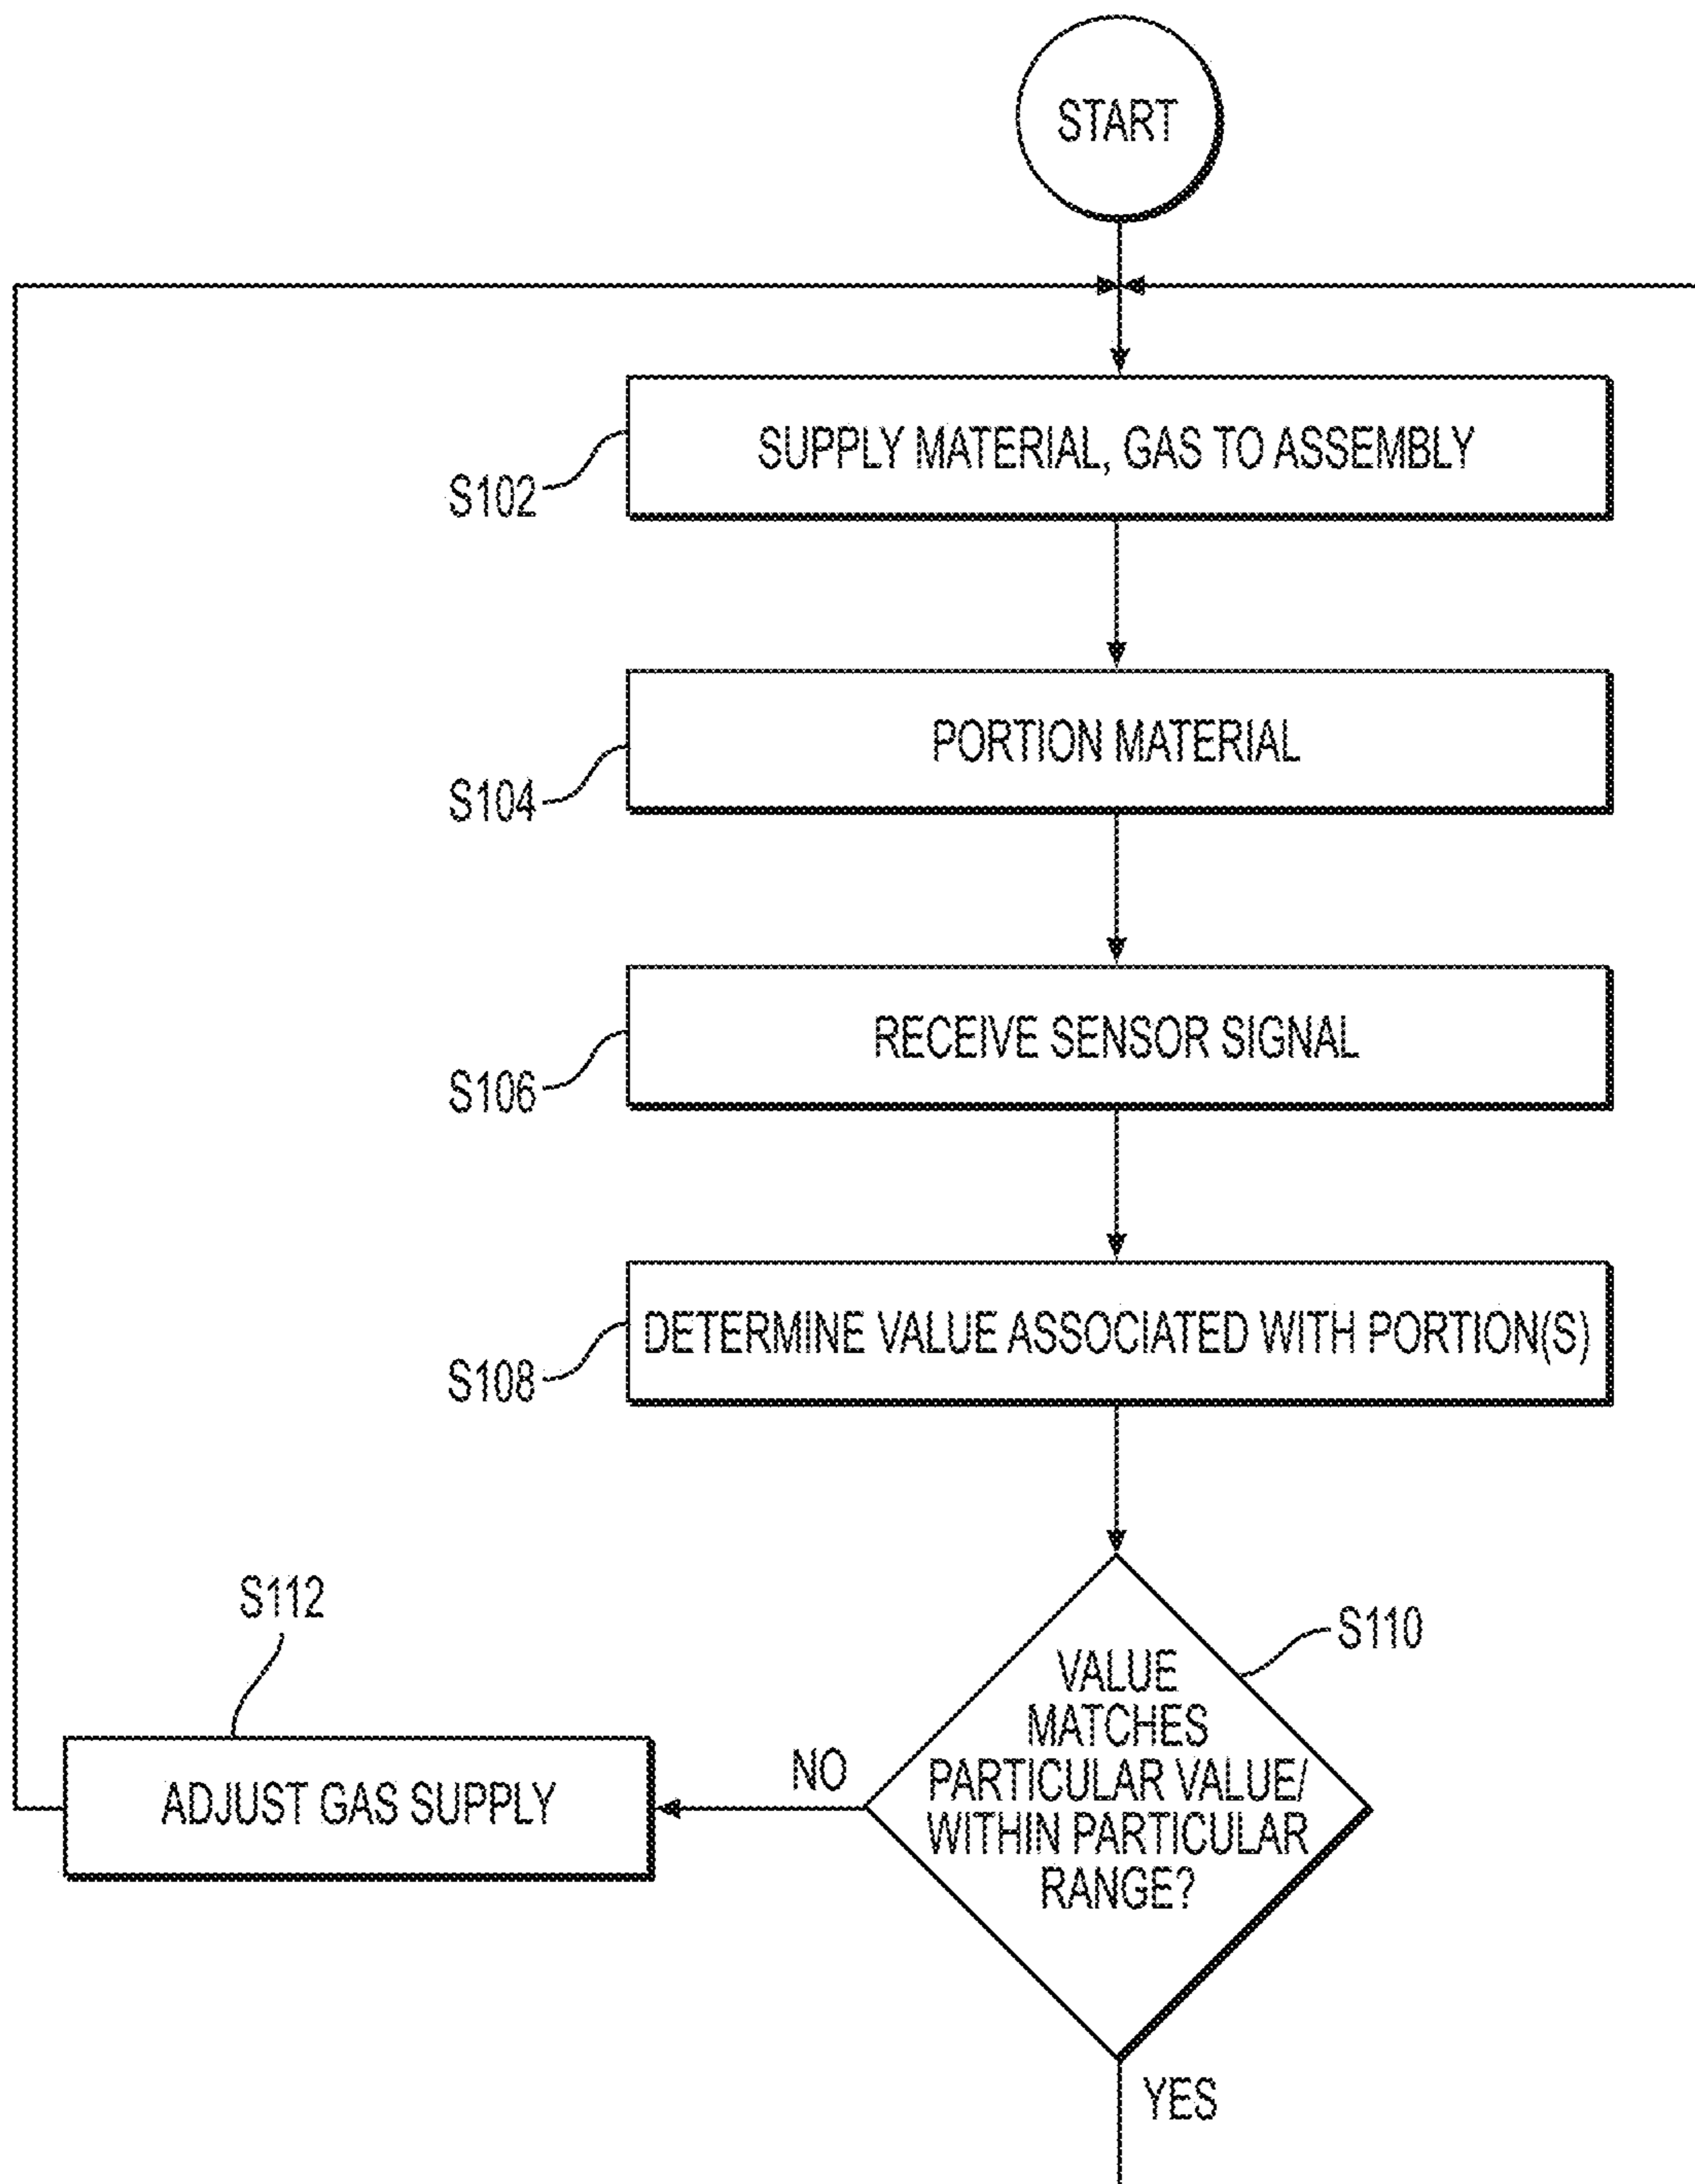 START
SUPPLY MATERIAL, GAS TO ASSEMBLY
S102
PORTION MATERIAL
S104
RECEIVE SENSOR SIGNAL
S106
DETERMINE VALUE ASSOCIATED WITH PORTION(S)
S108
S112
S110
VALUE
MATCHES
PARTICULAR VALUE/
WITHIN PARTICULAR
RANGE?
NO
ADJUST GAS SUPPLY
YES